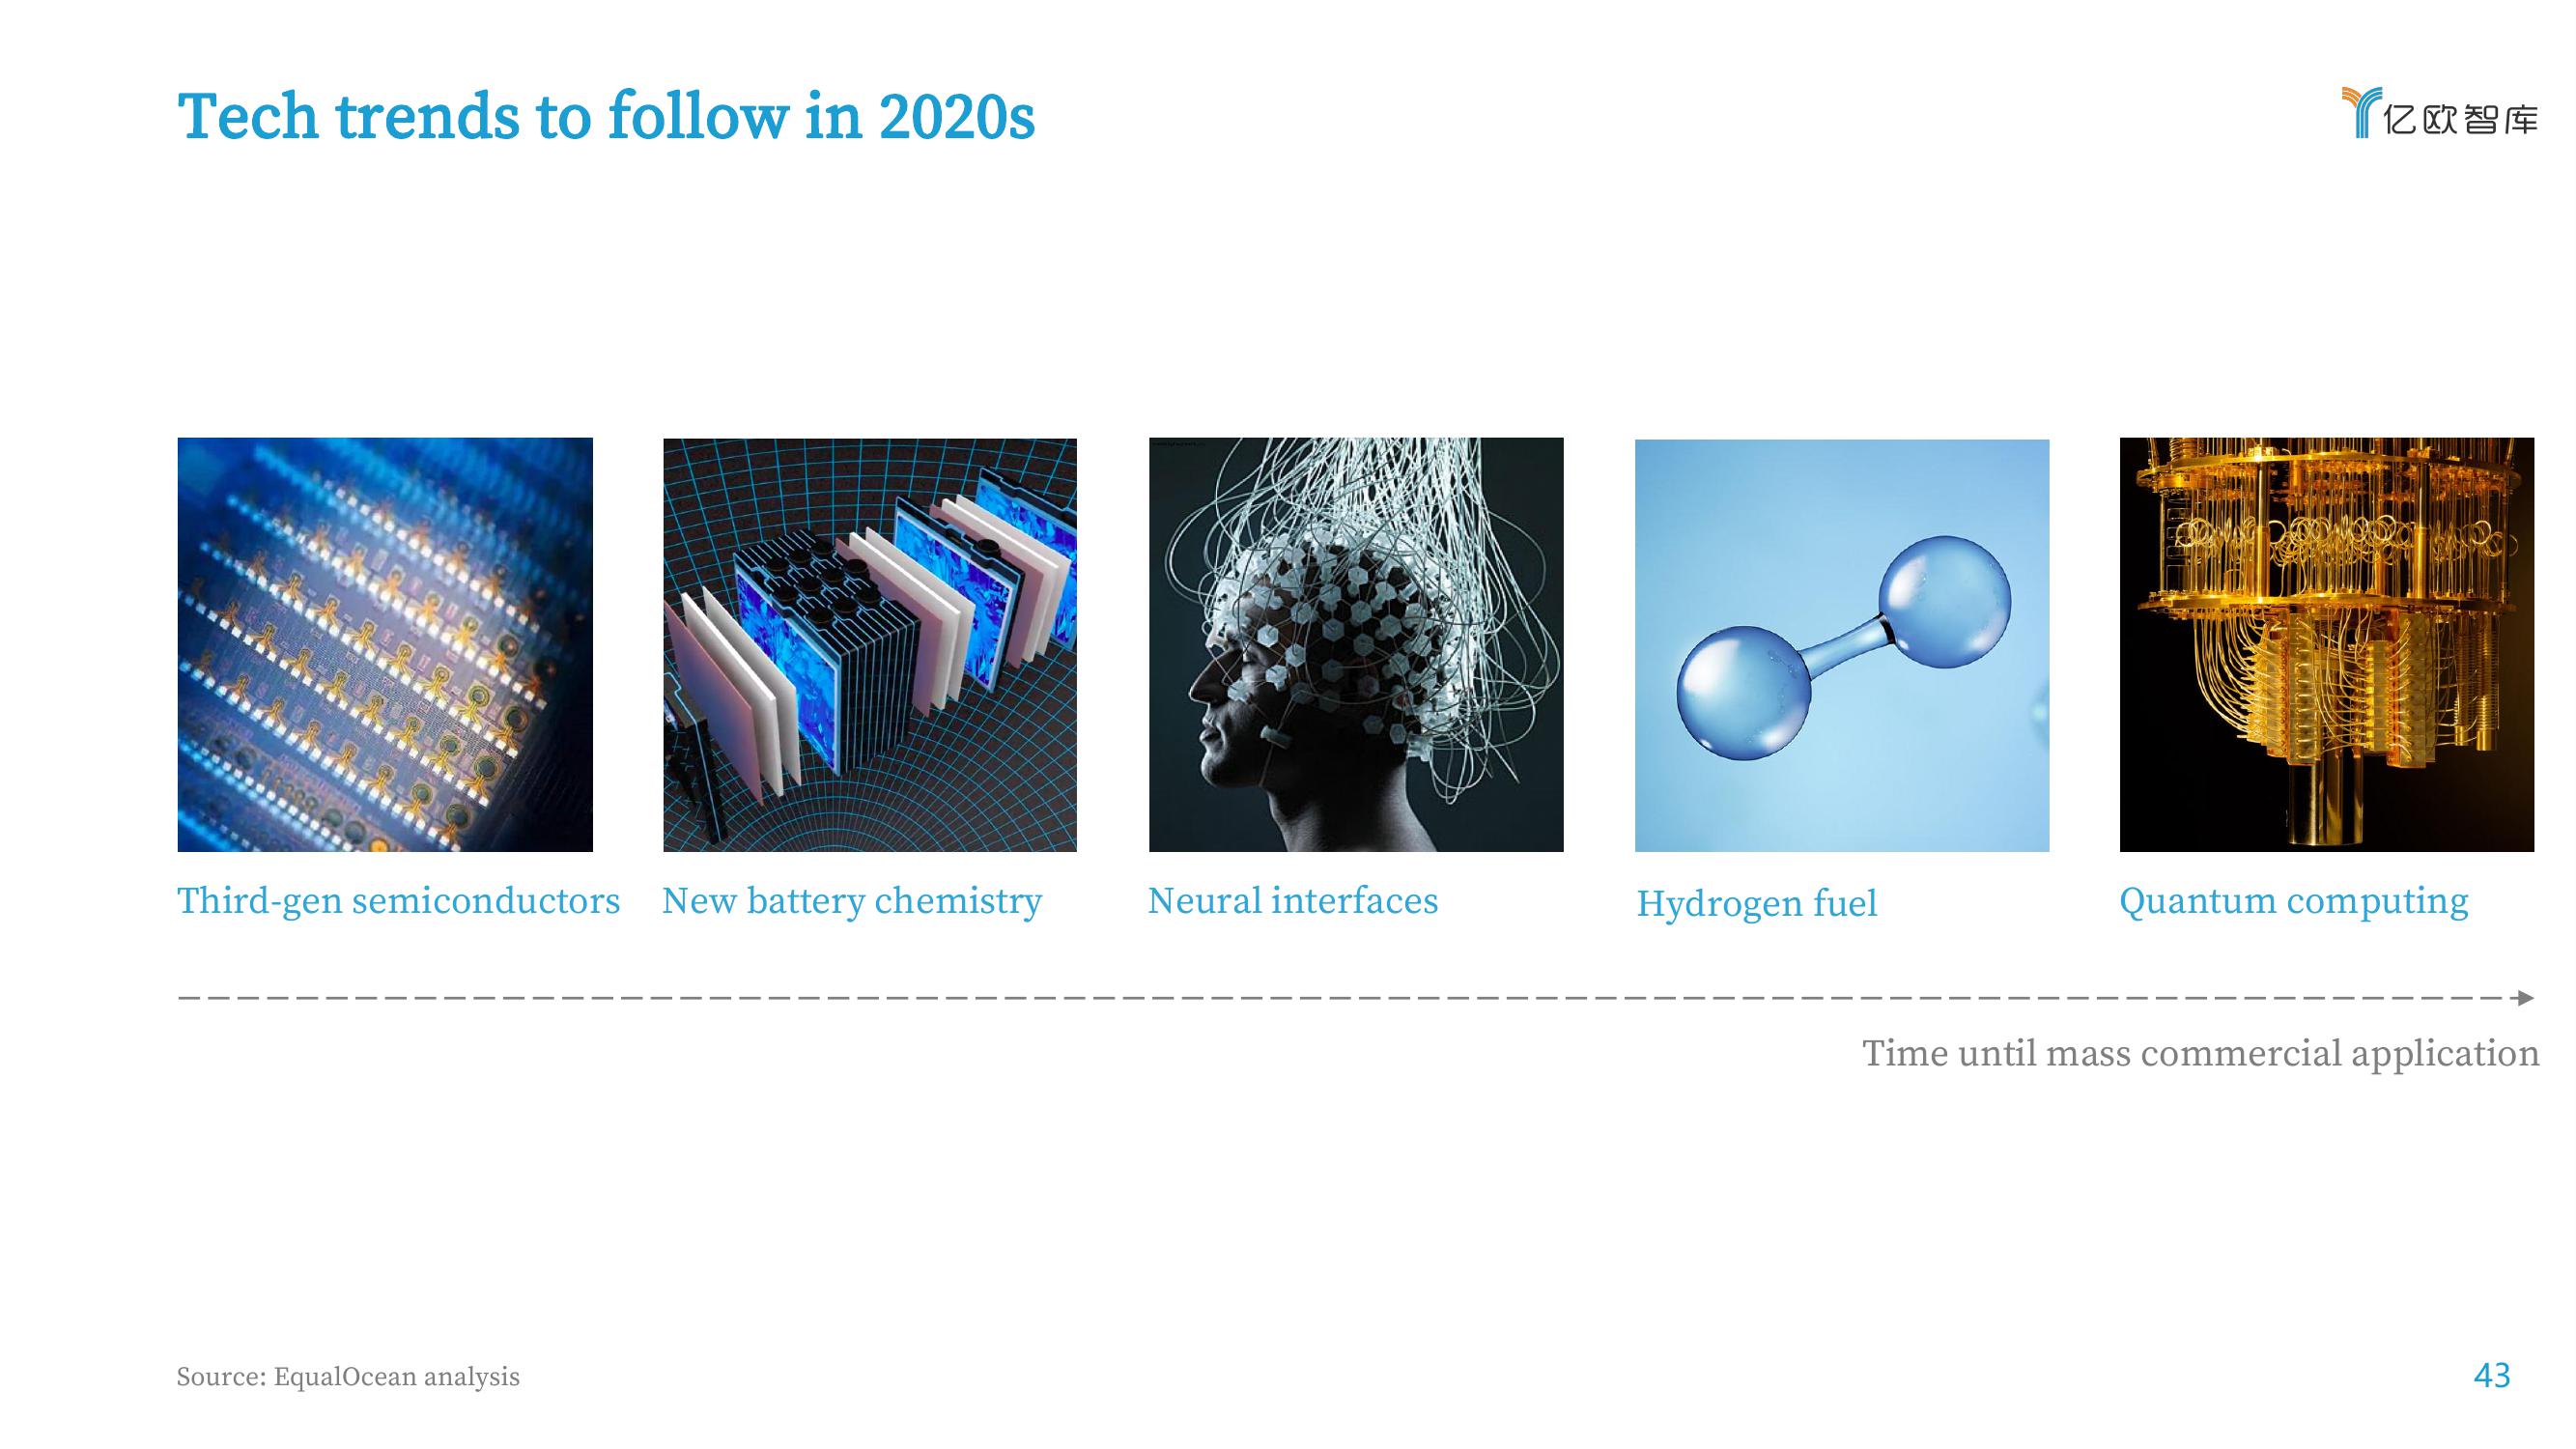 Tech trends to follow in 2020s
亿欧智库
Third-gen semiconductors
New battery chemistry
Neural interfaces
Hydrogen fuel
Quantum computing
Time until mass commercial application
Source: EqualOcean analysis
43